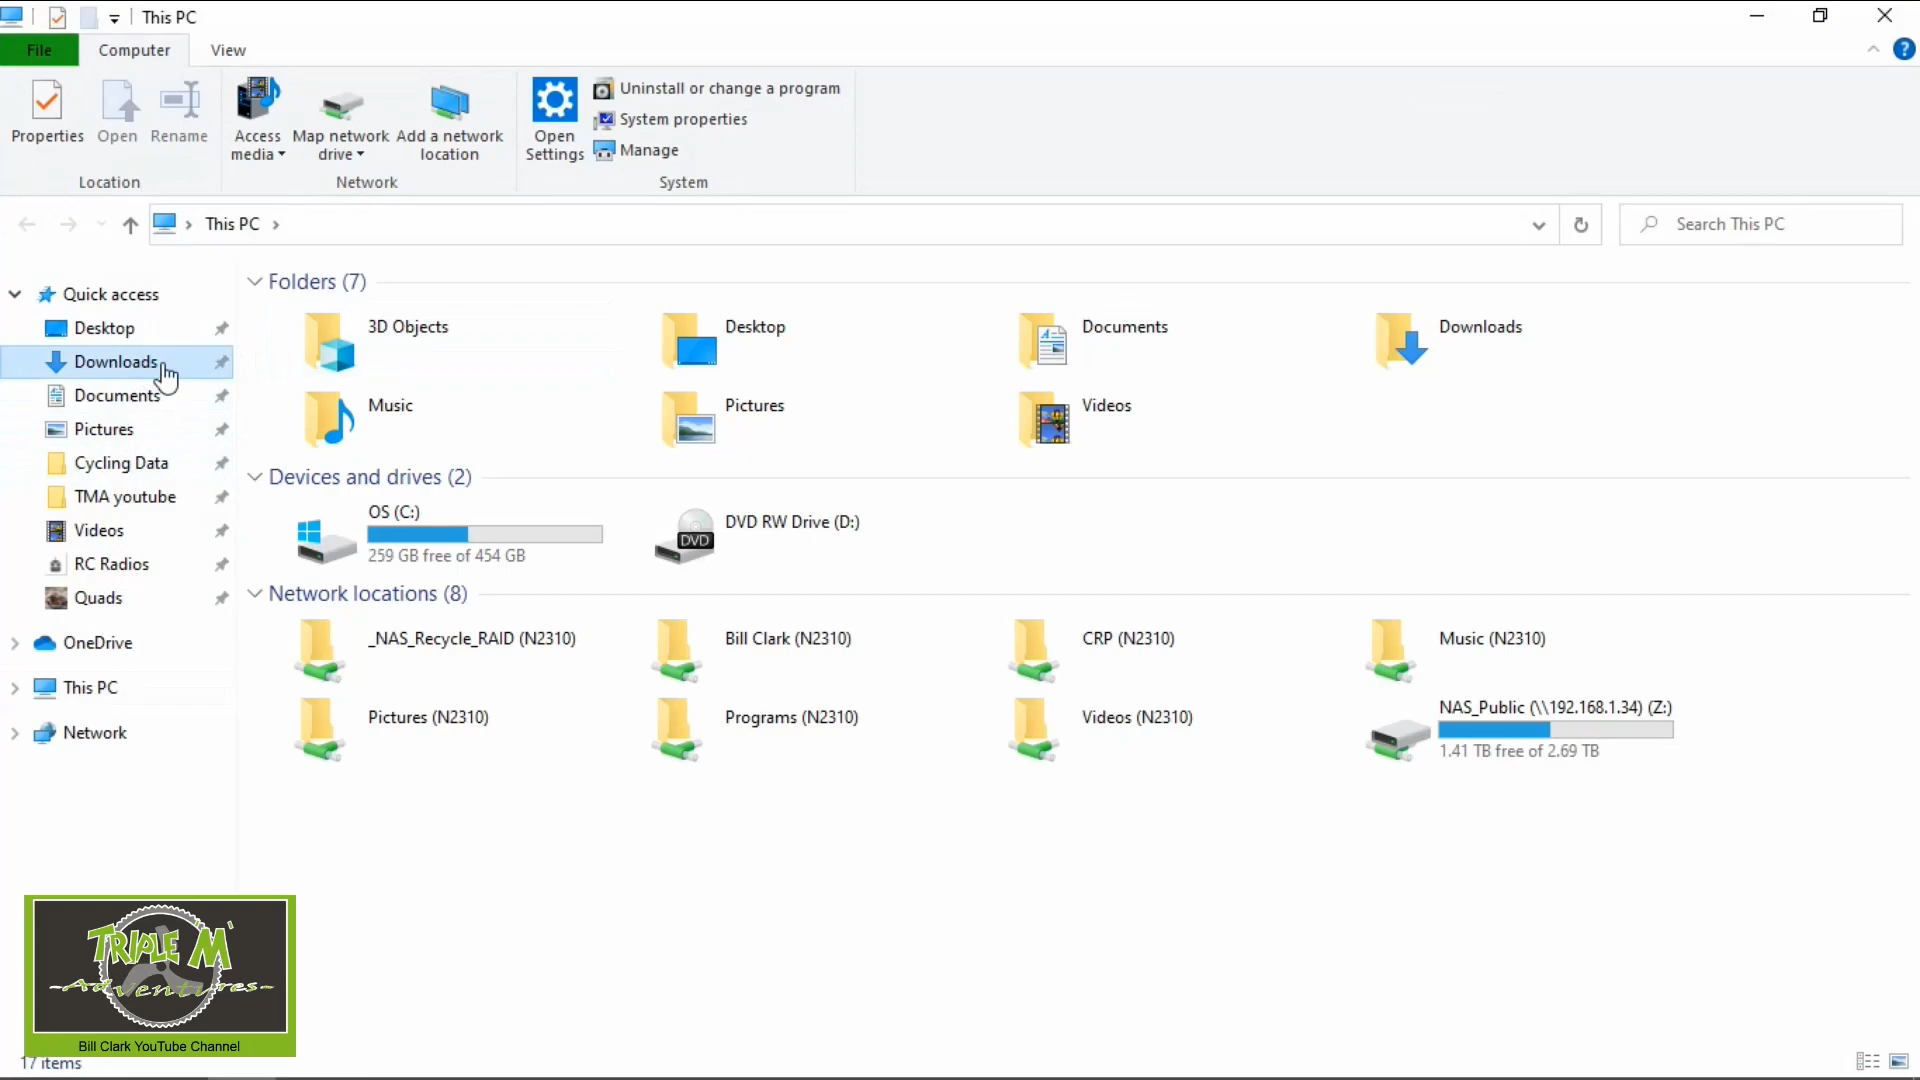 This PC
File
Computer
View
Properties
Open
Rename
Access media
Map network drive
Add a network location
Open Settings
Uninstall or change a program
System properties
Manage
Location
Network
System
This PC
Search This PC
Quick access
Desktop
Downloads
Documents
Pictures
Cycling Data
TMA youtube
Videos
RC Radios
Quads
OneDrive
This PC
Network
Folders (7)
3D Objects
Desktop
Documents
Downloads
Music
Pictures
Videos
Devices and drives (2)
OS (C:)
259 GB free of 454 GB
DVD
DVD RW Drive (D:)
Network locations (8)
_NAS_Recycle_RAID (N2310)
Bill Clark (N2310)
CRP (N2310)
Music (N2310)
Pictures (N2310)
Programs (N2310)
Videos (N2310)
NAS_Public (\\192.168.1.34) (Z:)
1.41 TB free of 2.69 TB
TRIPLE M
Adventures
Bill Clark YouTube Channel
17 items